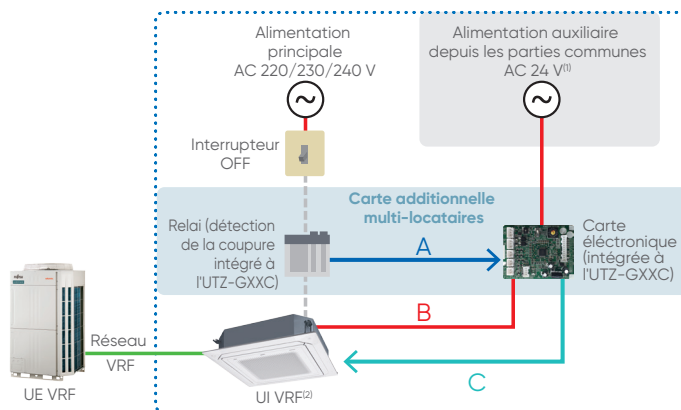 Alimentation
principale
AC 220/230/240 V
Alimentation auxiliaire
depuis les parties communes
AC 24 V(1)
Interrupteur
OFF
Carte additionnelle
multi-locataires
Relai (détection
de la coupure
intégré à
l'UTZ-GXXC)
A
Carte
éléctronique
(intégrée à
l'UTZ-GXXC)
B
Réseau
VRF
C
UE VRF
UI VRF(2)